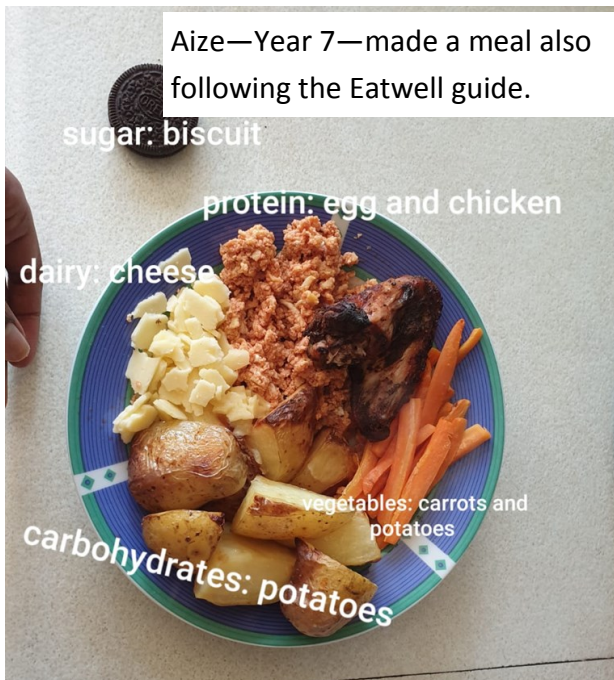 Aize—Year 7—made a meal also
following the Eatwell guide.
sugar: biscuit
protein: egg and chicken
dairy: cheese
vegetables: carrots and
potatoes
carbohydrates: potatoes